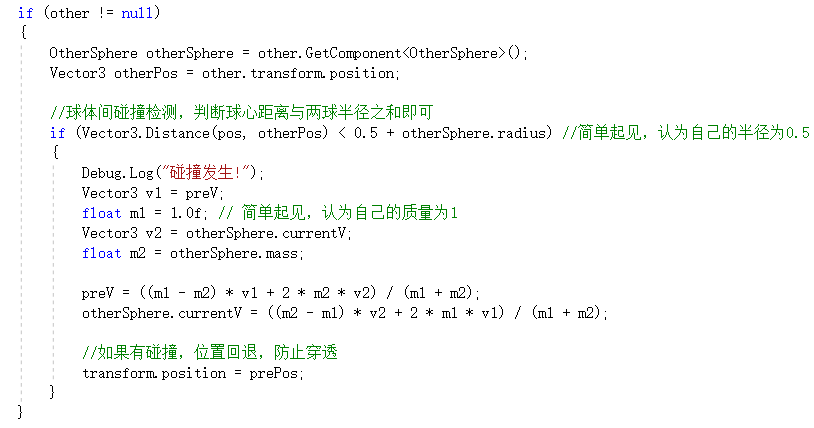 if (other != null)
{
OtherSphere otherSphere = other.GetComponent<OtherSphere>();
Vector3 otherPos = other.transform.position;
//球体间碰撞检测，判断球心距离与两球半径之和即可
if (Vector3.Distance(pos, otherPos) < 0.5 + otherSphere.radius) //简单起见，认为自己的半径为0.5
{
Debug.Log("碰撞发生!");
Vector3 v1 = preV;
float m1 = 1.0f; // 简单起见，认为自己的质量为1
Vector3 v2 = otherSphere.currentV;
float m2 = otherSphere.mass;
preV = ((m1 - m2) * v1 + 2 * m2 * v2) / (m1 + m2);
otherSphere.currentV = ((m2 - m1) * v2 + 2 * m1 * v1) / (m1 + m2);
//如果有碰撞，位置回退，防止穿透
transform.position = prePos;
}
}